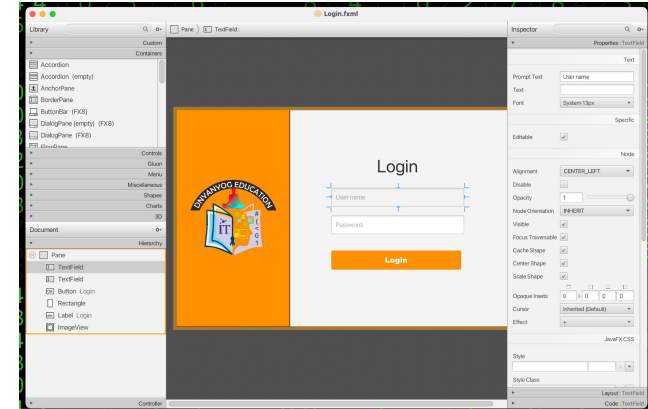 Login.fxml
Library
Custom
Containers
Accordion
Accordion (empty)
AnchorPane
BorderPane
ButtonBar (FX8)
DialogPane (empty) (FX8)
DialogPane (FX8)
FlowPane
Controls
Gluon
Menu
Miscellaneous
Shapes
Charts
3D
Document
Hierarchy
Pane
TextField
TextField
Button Login
Rectangle
Label Login
ImageView
Controller
Pane
TextField:
DNYANYOG EDUCATION
IT
#
{
<
0
1
Login
User name
Password
Login
Inspector
Properties : TextField
Text
Prompt Text User name
Text
Font System 13px
Specific
Editable
Node
Alignment CENTER_LEFT
Disable
Opacity 1
Node Orientation INHERIT
Visible
Focus Traversable
Cache Shape
Center Shape
Scale Shape
Opaque Insets 0 0 0 0
Cursor Inherited (Default)
Effect +
JavaFX CSS
Style
Style Class
Layout : TextField
Code : TextField